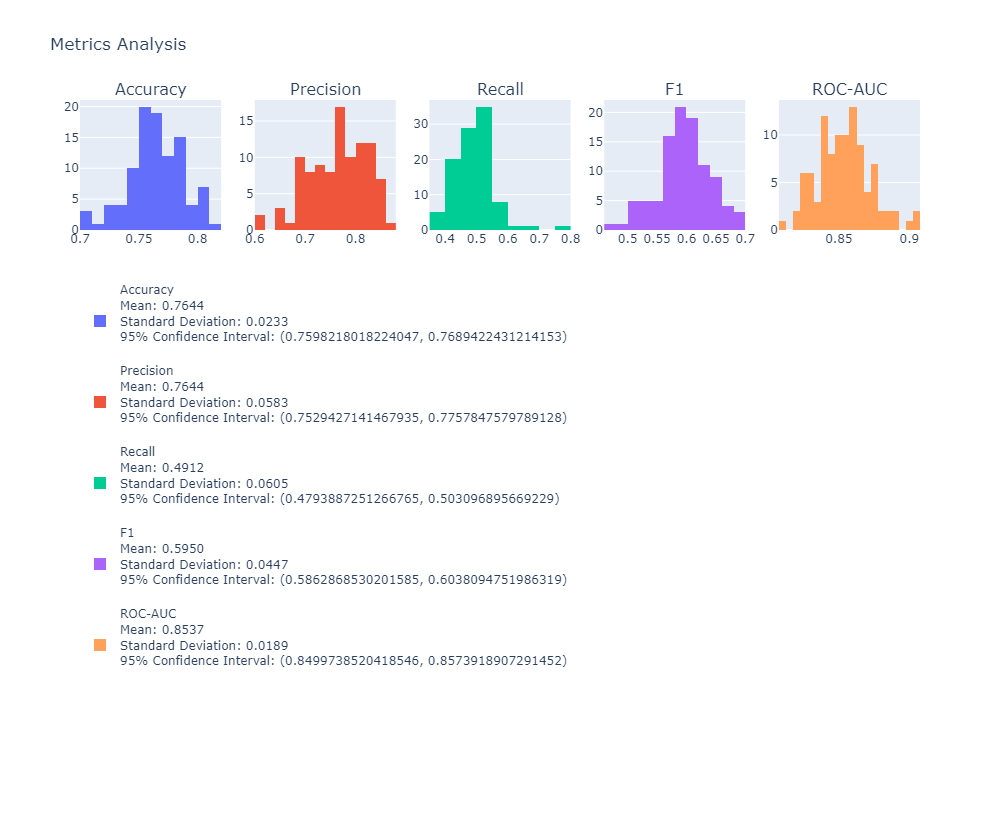 Metrics Analysis
Accuracy Precision Recall F1 ROC-AUC
20
15
10
5
0
0.7 0.75 0.8
15
10
5
0
0.6 0.7 0.8
30
20
10
0
0.4 0.5 0.6 0.7 0.8
20
15
10
5
0
0.5 0.55 0.6 0.65 0.7
10
5
0
0.85 0.9
Accuracy
Mean: 0.7644
Standard Deviation: 0.0233
95% Confidence Interval: (0.7598218018224047, 0.7689422431214153)
Precision
Mean: 0.7644
Standard Deviation: 0.0583
95% Confidence Interval: (0.7529427141467935, 0.7757847579789128)
Recall
Mean: 0.4912
Standard Deviation: 0.0605
95% Confidence Interval: (0.4793887251266765, 0.503096895669229)
F1
Mean: 0.5950
Standard Deviation: 0.0447
95% Confidence Interval: (0.5862868530201585, 0.6038094751986319)
ROC-AUC
Mean: 0.8537
Standard Deviation: 0.0189
95% Confidence Interval: (0.8499738520418546, 0.8573918907291452)